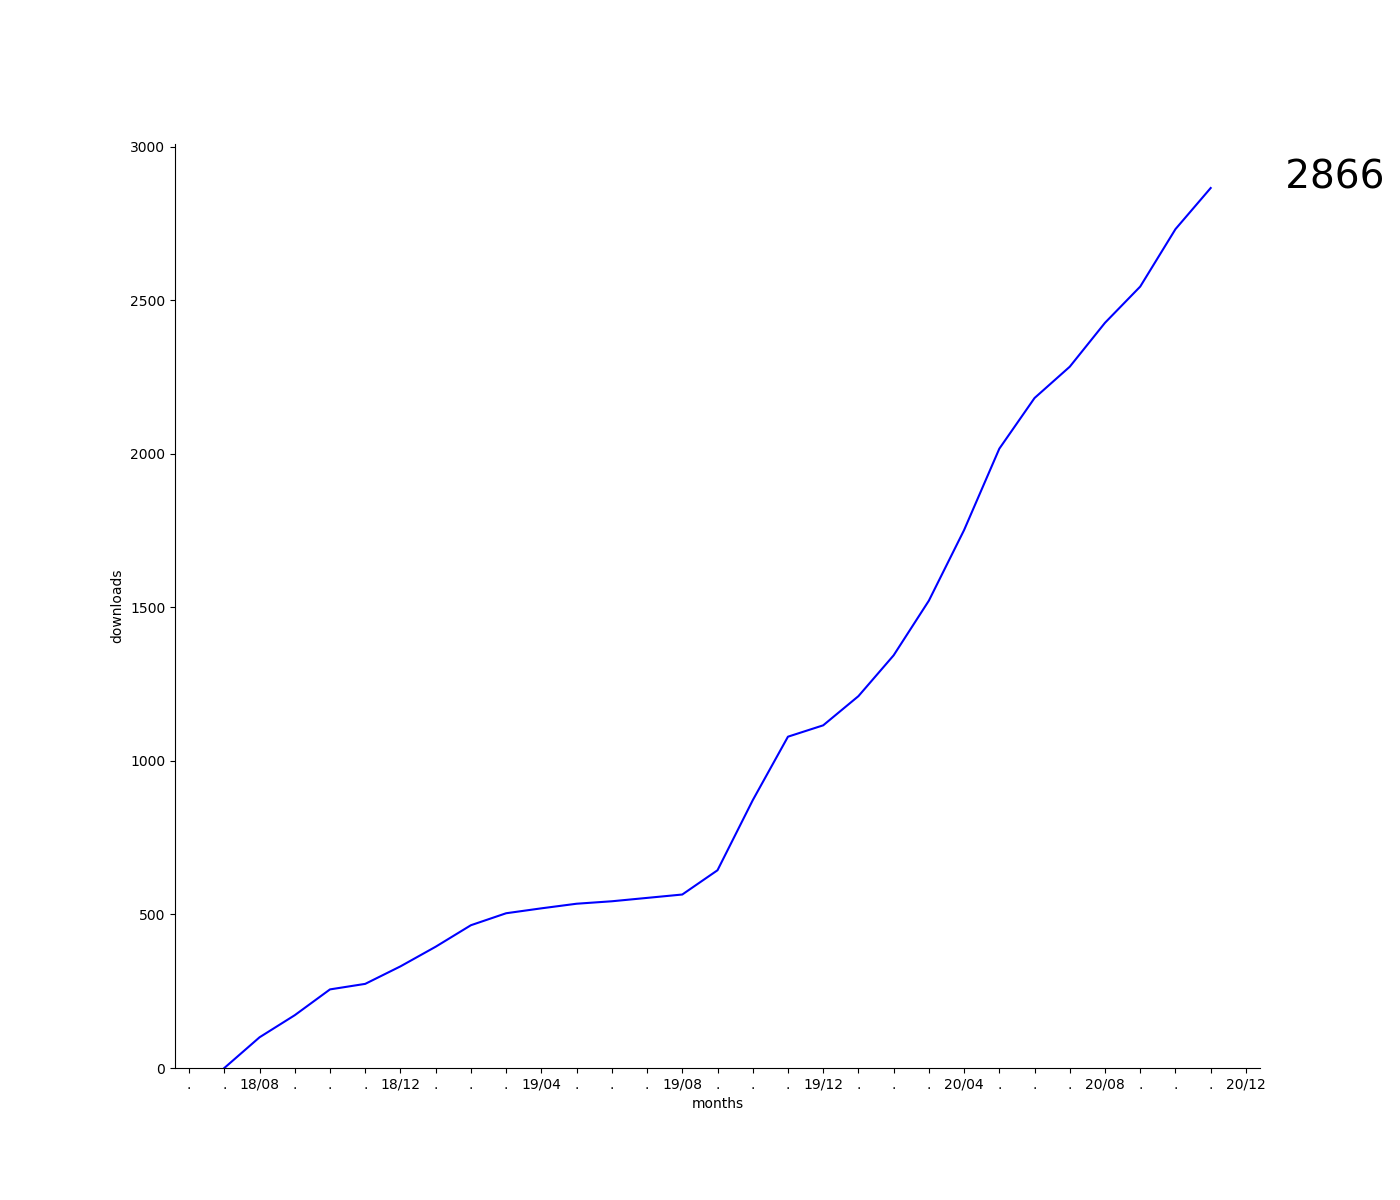 3000
2866
2500
2000
1500
1000
500
0
downloads
. . 18/08 . . . 18/12 . . . 19/04 . . . 19/08 . . . 19/12 . . . 20/04 . . . 20/08 . . . 20/12
months